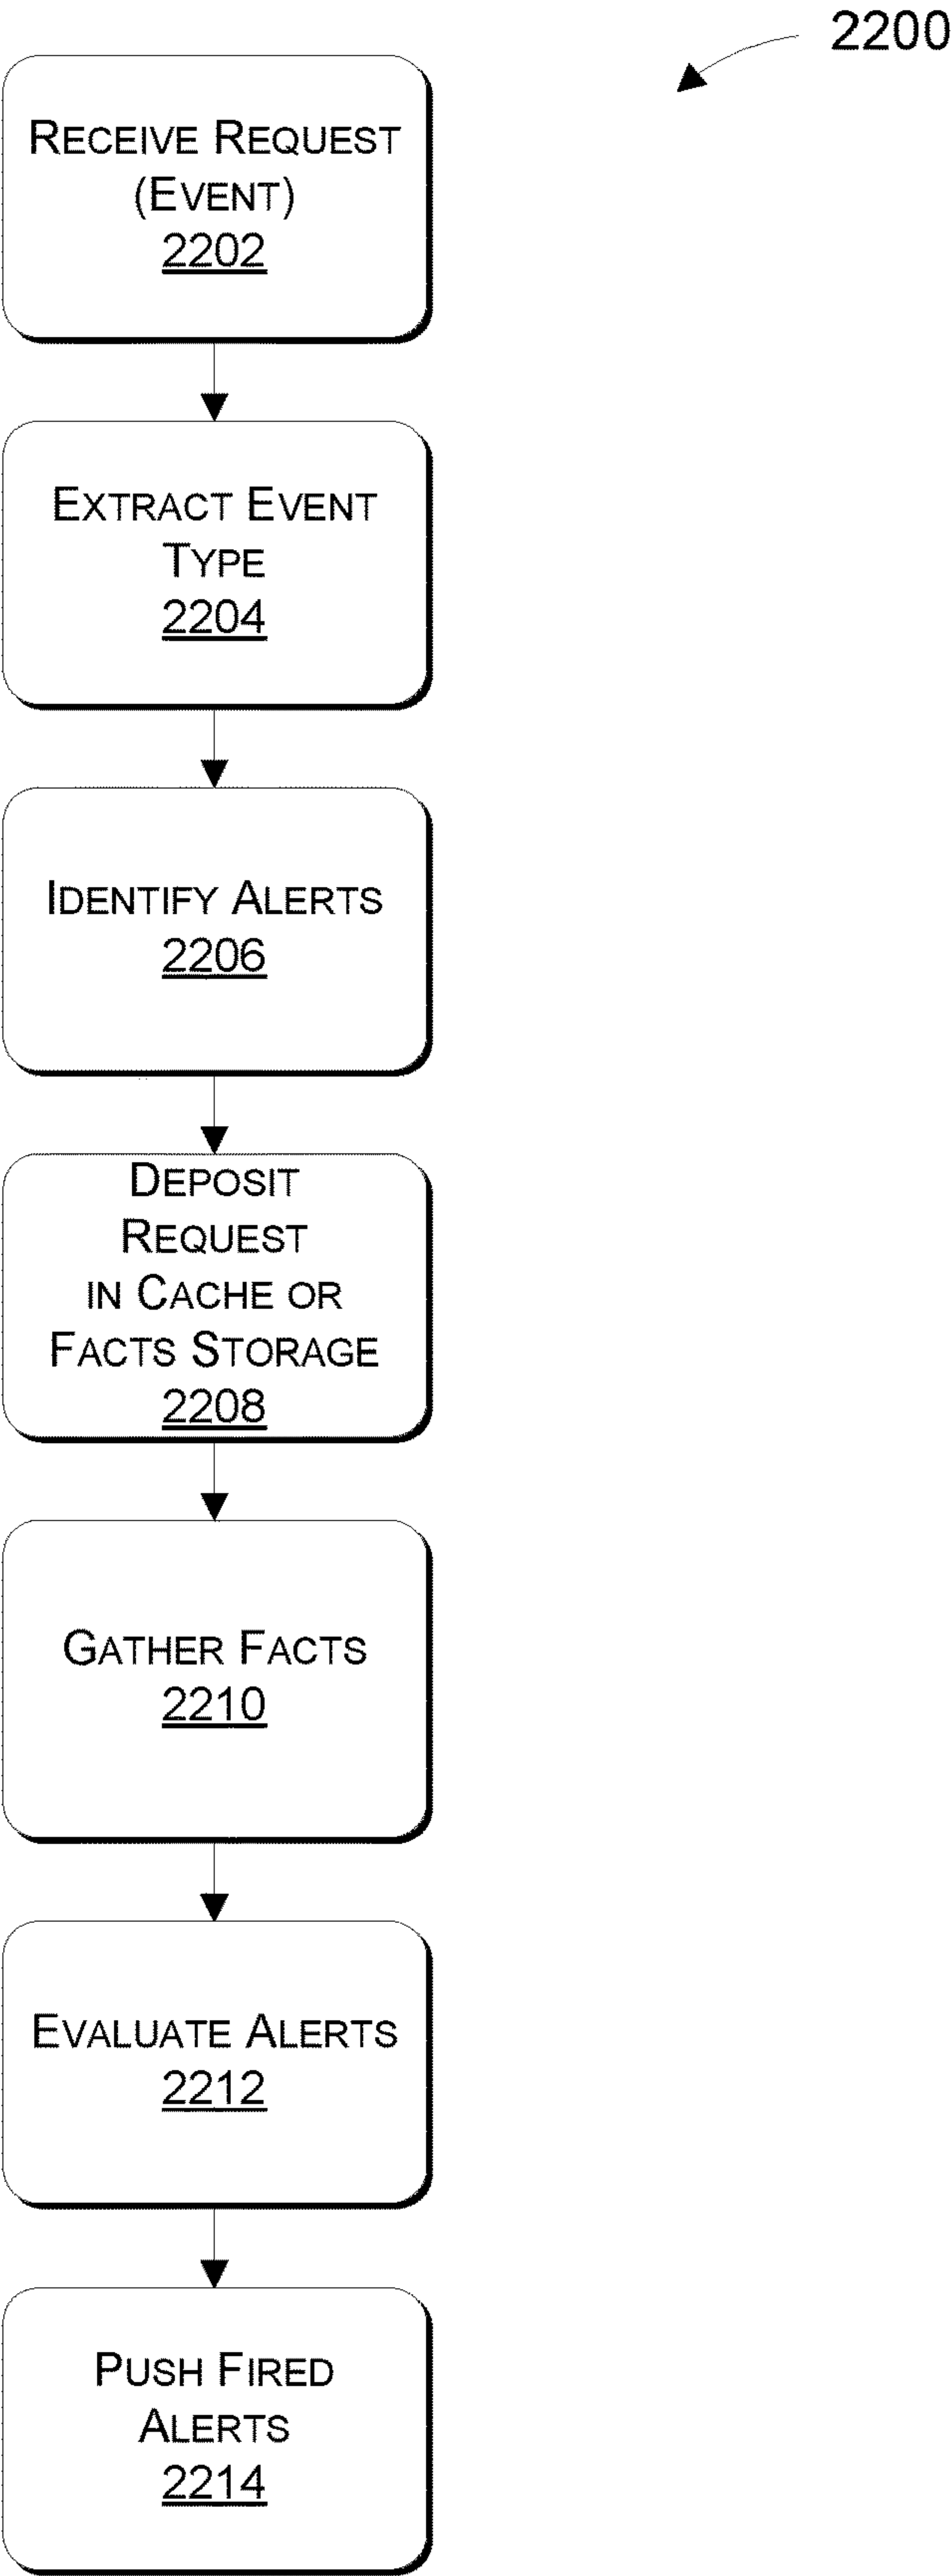 2200
RECEIVE REQUEST
(EVENT)
2202
EXTRACT EVENT
TYPE
2204
IDENTIFY ALERTS
2206
DEPOSIT
REQUEST
IN CACHE OR
FACTS STORAGE
2208
GATHER FACTS
2210
EVALUATE ALERTS
2212
PUSH FIRED
ALERTS
2214